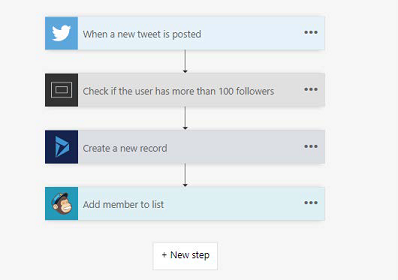 When a new tweet is posted
Check if the user has more than 100 followers
Create a new record
Add member to list
+ New step